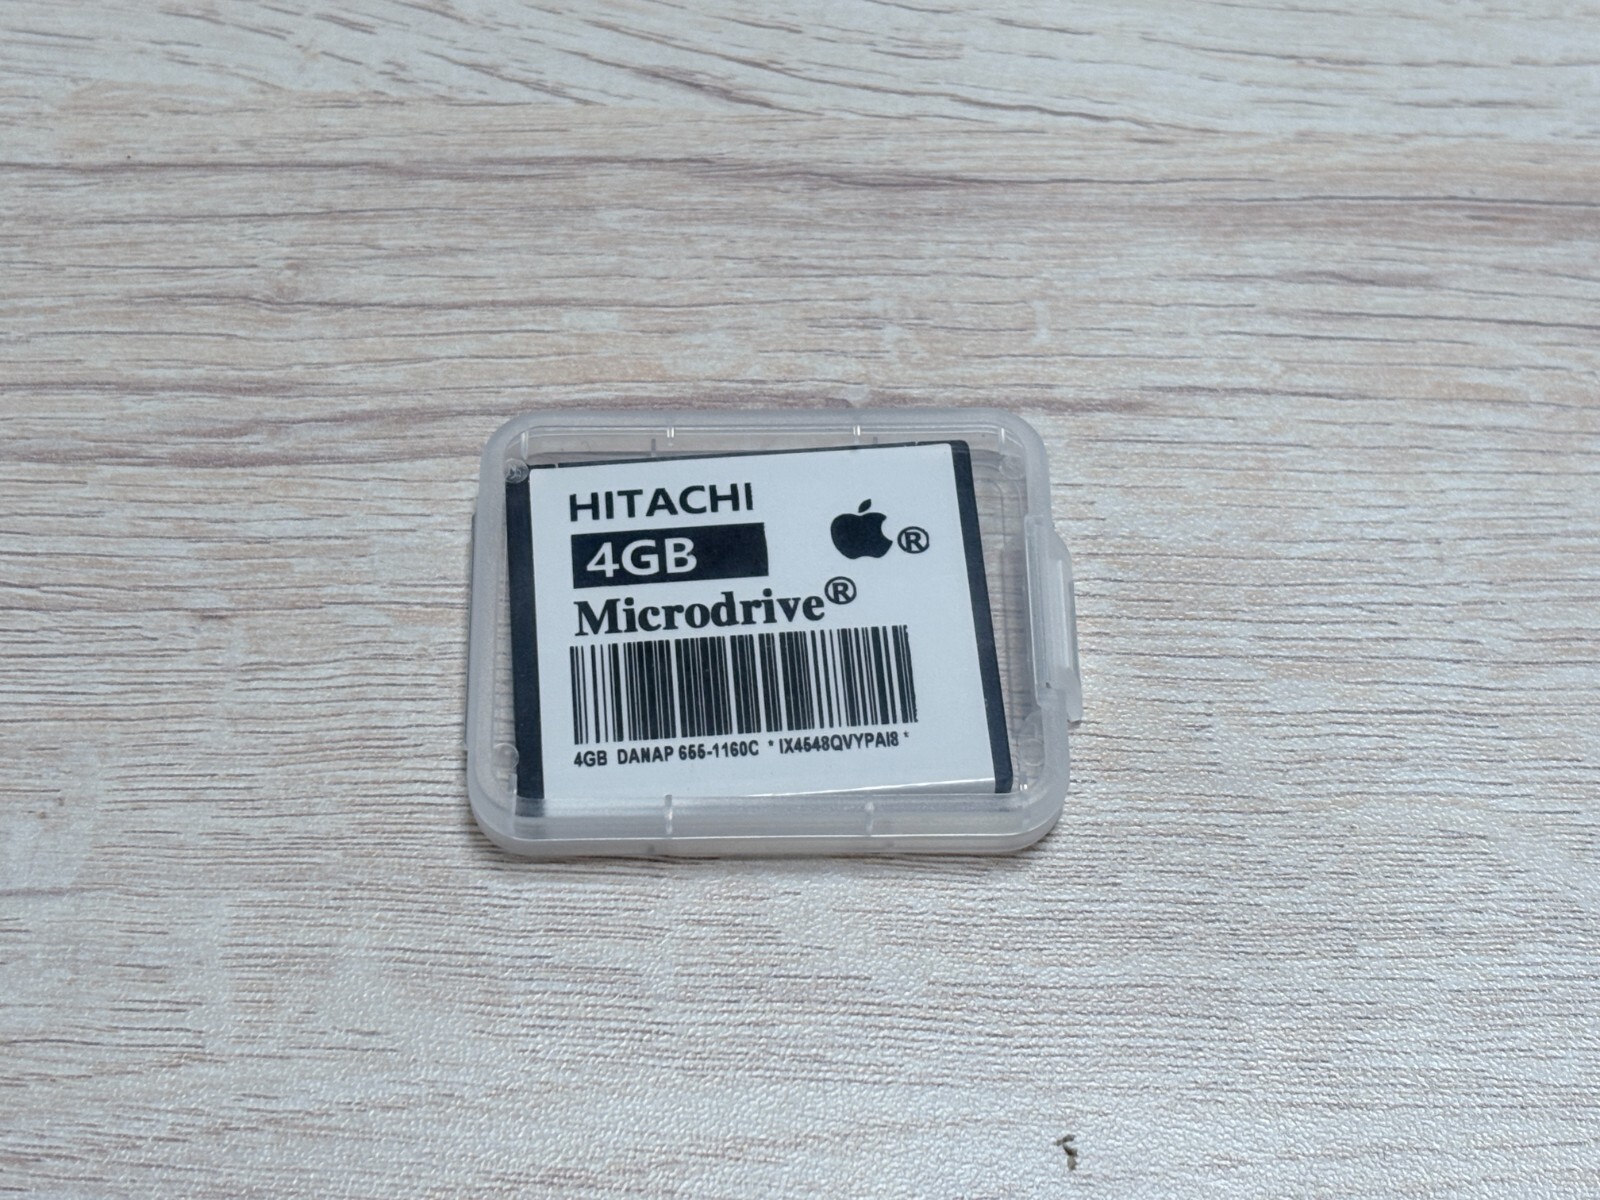 HITACHI
®
4GB
Microdrive®
4GB DANAP 655-1160C * IX4548QVYPAI8 *